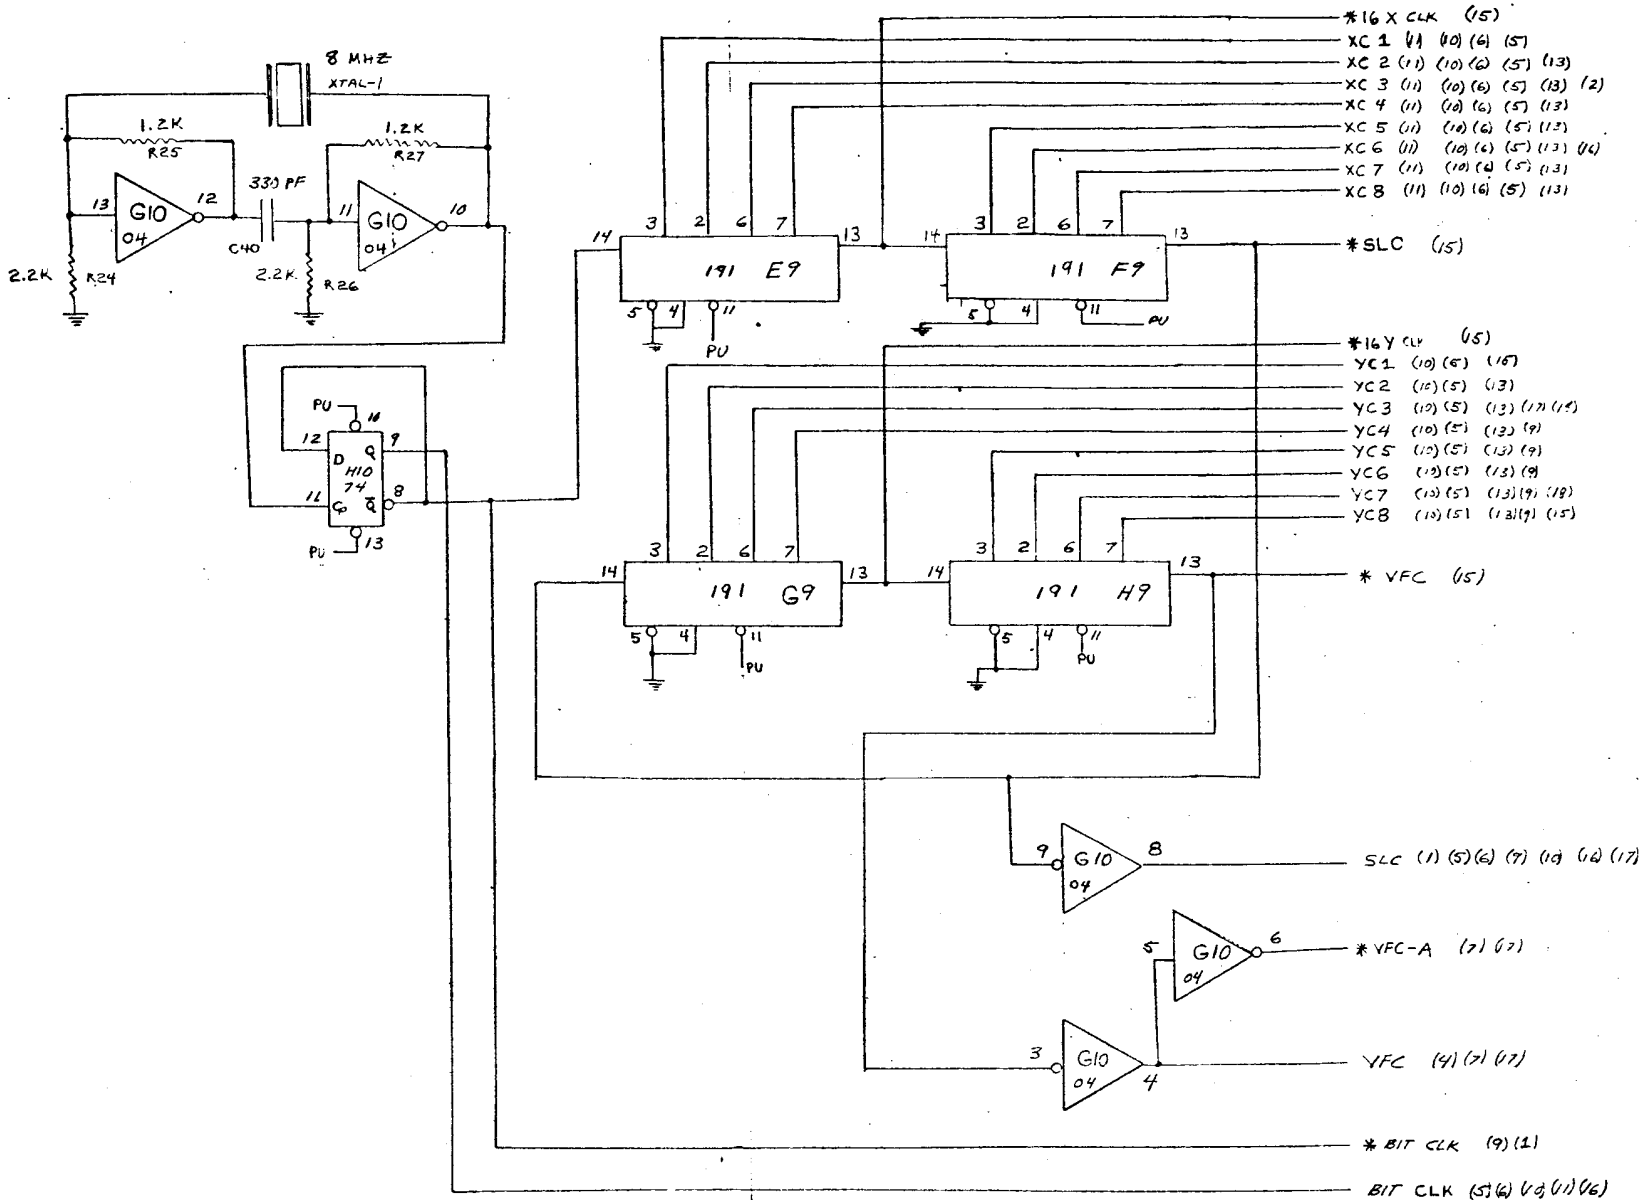 *16 X CLK (15)
XC 1 (11) (10) (6) (5)
XC 2 (11) (10) (6) (5) (13)
XC 3 (11) (10) (6) (5) (13) (2)
XC 4 (11) (10) (6) (5) (13)
XC 5 (11) (10) (6) (5) (13)
XC 6 (11) (10) (6) (5) (13) (16)
XC 7 (11) (10) (6) (5) (13)
XC 8 (11) (10) (6) (5) (13)
8 MHZ
XTAL-1
1.2K
R25
1.2K
R27
330 PF
C40
13
G10
04
12
11
G10
04
10
2.2K
R24
2.2K
R26
14
3
2
6
7
13
191 E9
5
4
11
PU
14
3
2
6
7
13
191 F9
5
4
11
PU
*SLC (15)
*16 Y CLK (15)
YC1 (10) (5)
YC2 (10) (5) (13)
YC3 (10) (5) (13) (17)
YC4 (10) (5) (13) (9)
YC5 (10) (5) (13) (9)
YC6 (10) (5) (13) (9)
YC7 (10) (5) (13) (9) (18)
YC8 (10) (5) (13) (9) (15)
PU
10
12
D
Q
9
H10
74
11
CP
Q
8
PU
13
14
3
2
6
7
13
191 G9
5
4
11
PU
14
3
2
6
7
13
191 H9
5
4
11
PU
* VFC (15)
9
G10
04
8
SLC (1) (5) (6) (7) (10) (16) (17)
5
G10
04
6
* VFC-A (7) (17)
3
G10
04
4
VFC (4) (7) (17)
* BIT CLK (9) (1)
BIT CLK (5) (6) (10) (11) (16)